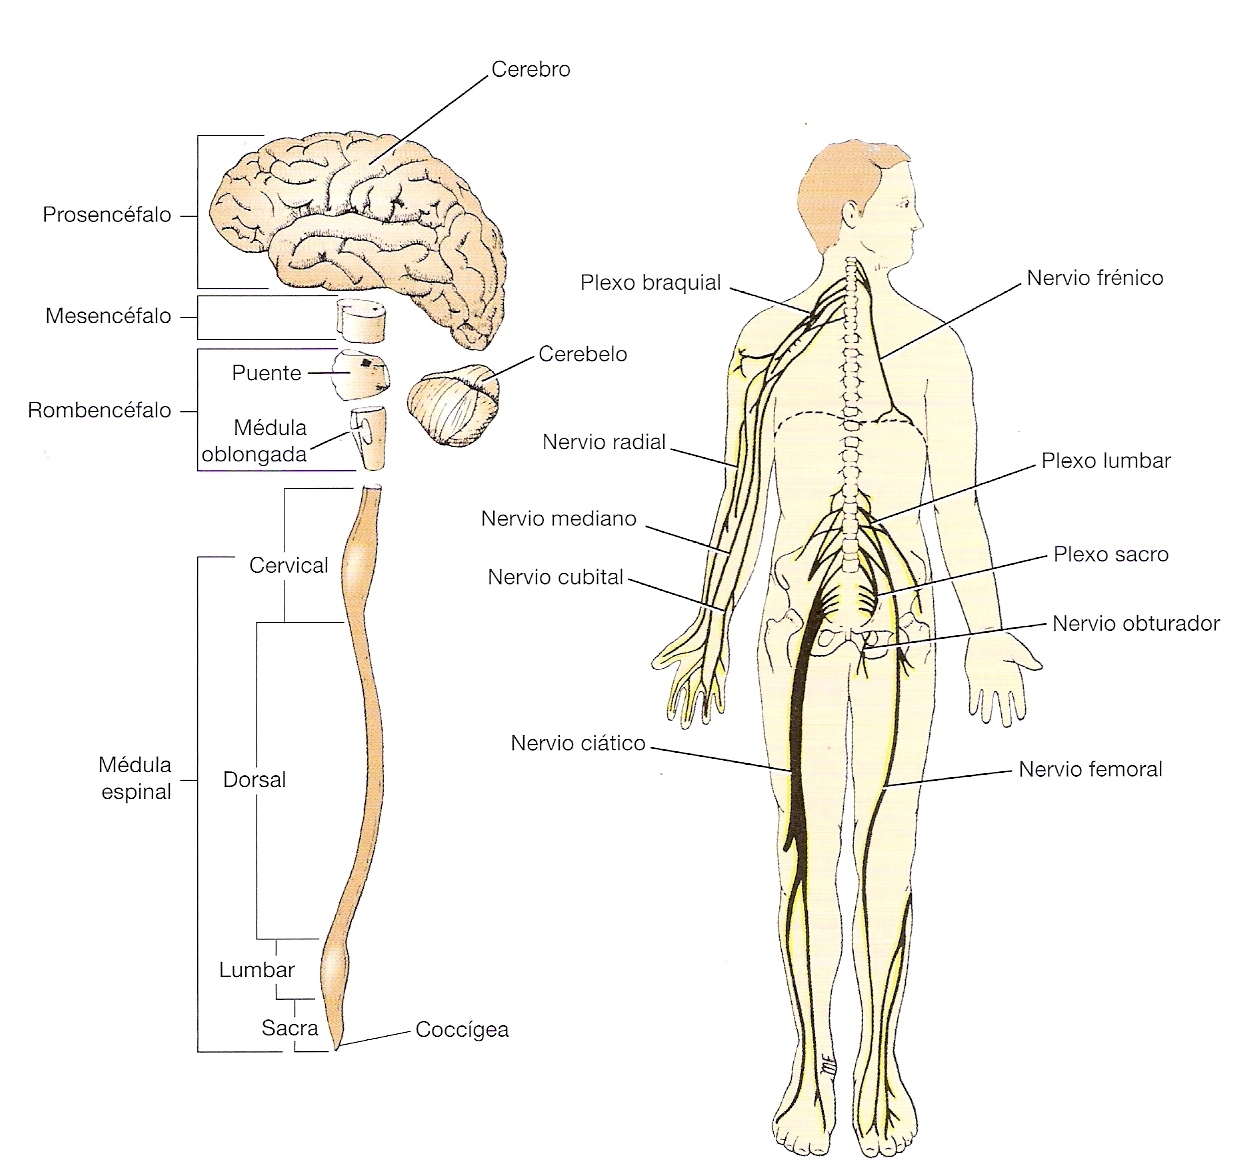 Cerebro
Prosencéfalo
Mesencéfalo
Cerebelo
Puente
Rombencéfalo
Médula
oblongada
Cervical
Médula
espinal
Dorsal
Lumbar
Sacra
Coccígea
Plexo braquial
Nervio frénico
Nervio radial
Plexo lumbar
Nervio mediano
Plexo sacro
Nervio cubital
Nervio obturador
Nervio ciático
Nervio femoral